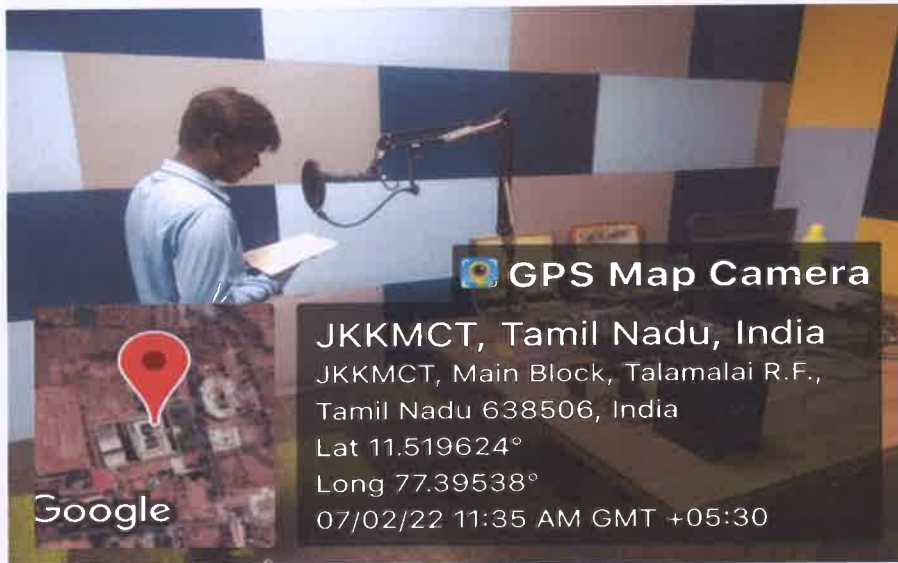 GPS Map Camera
JKKMCT, Tamil Nadu, India
JKKMCT, Main Block, Talamalai R.F.,
Tamil Nadu 638506, India
Lat 11.519624°
Long 77.39538°
07/02/22 11:35 AM GMT +05:30
Google